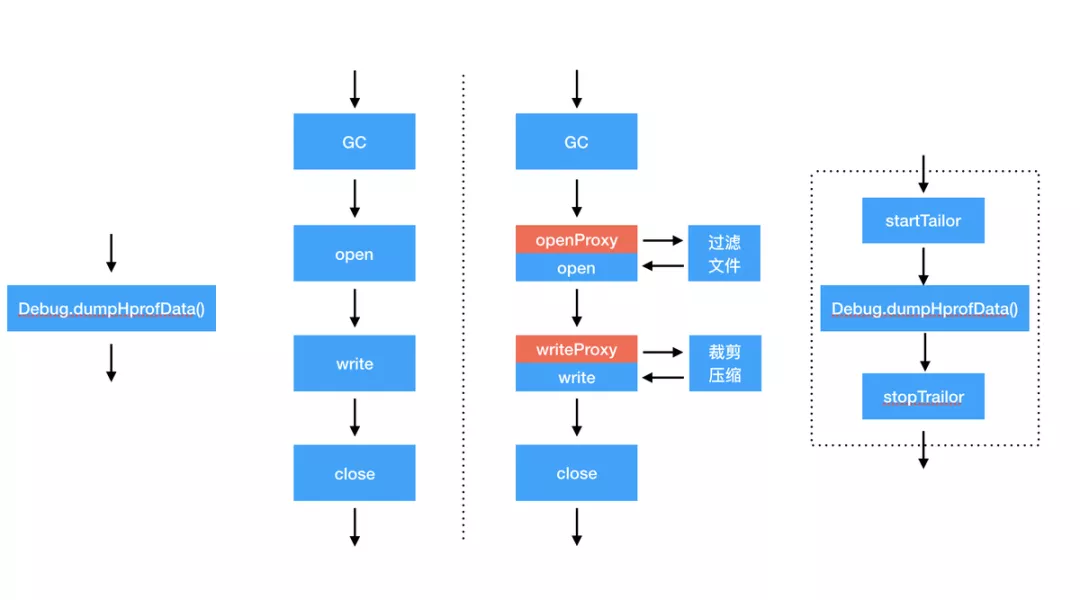 Debug.dumpHprofData()
GC
open
write
close
GC
openProxy
open
过滤
文件
writeProxy
write
裁剪
压缩
close
startTailor
Debug.dumpHprofData()
stopTrailor